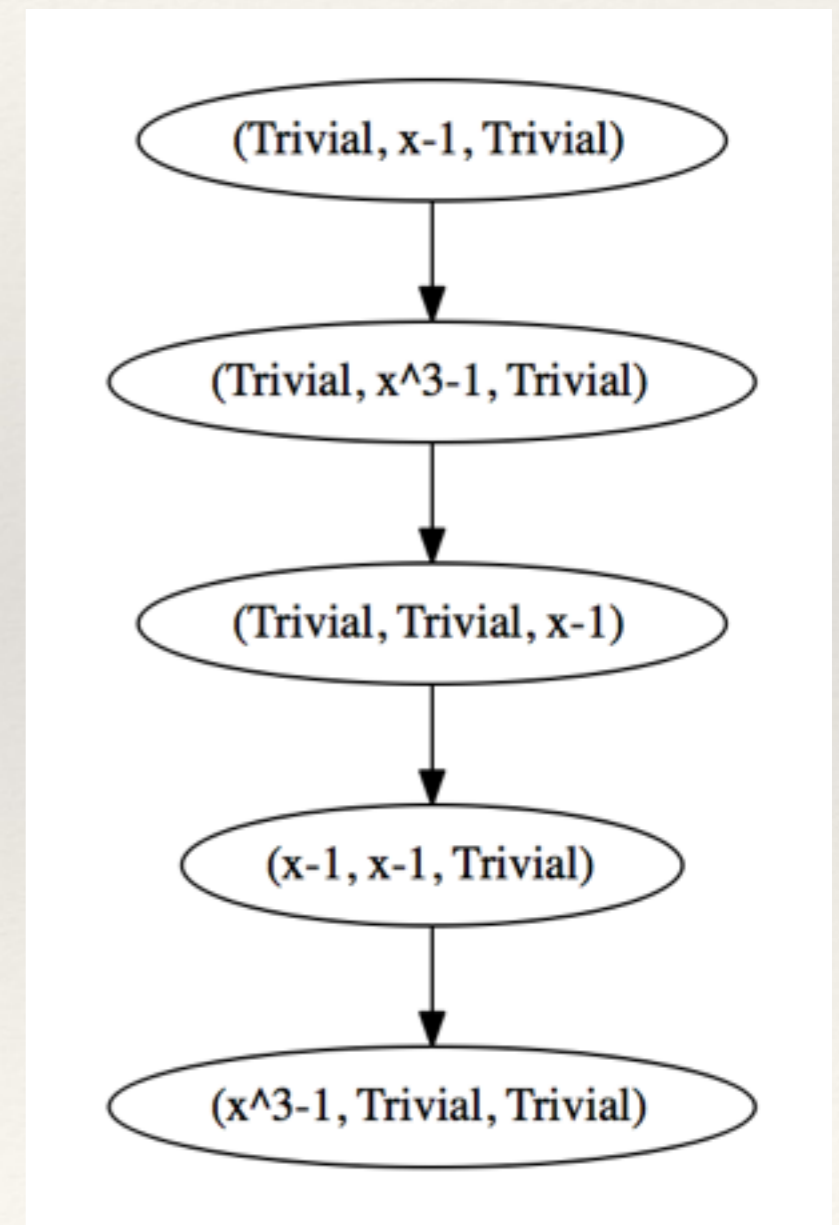 (Trivial, x-1, Trivial)
(Trivial, x^3-1, Trivial)
(Trivial, Trivial, x-1)
(x-1, x-1, Trivial)
(x^3-1, Trivial, Trivial)